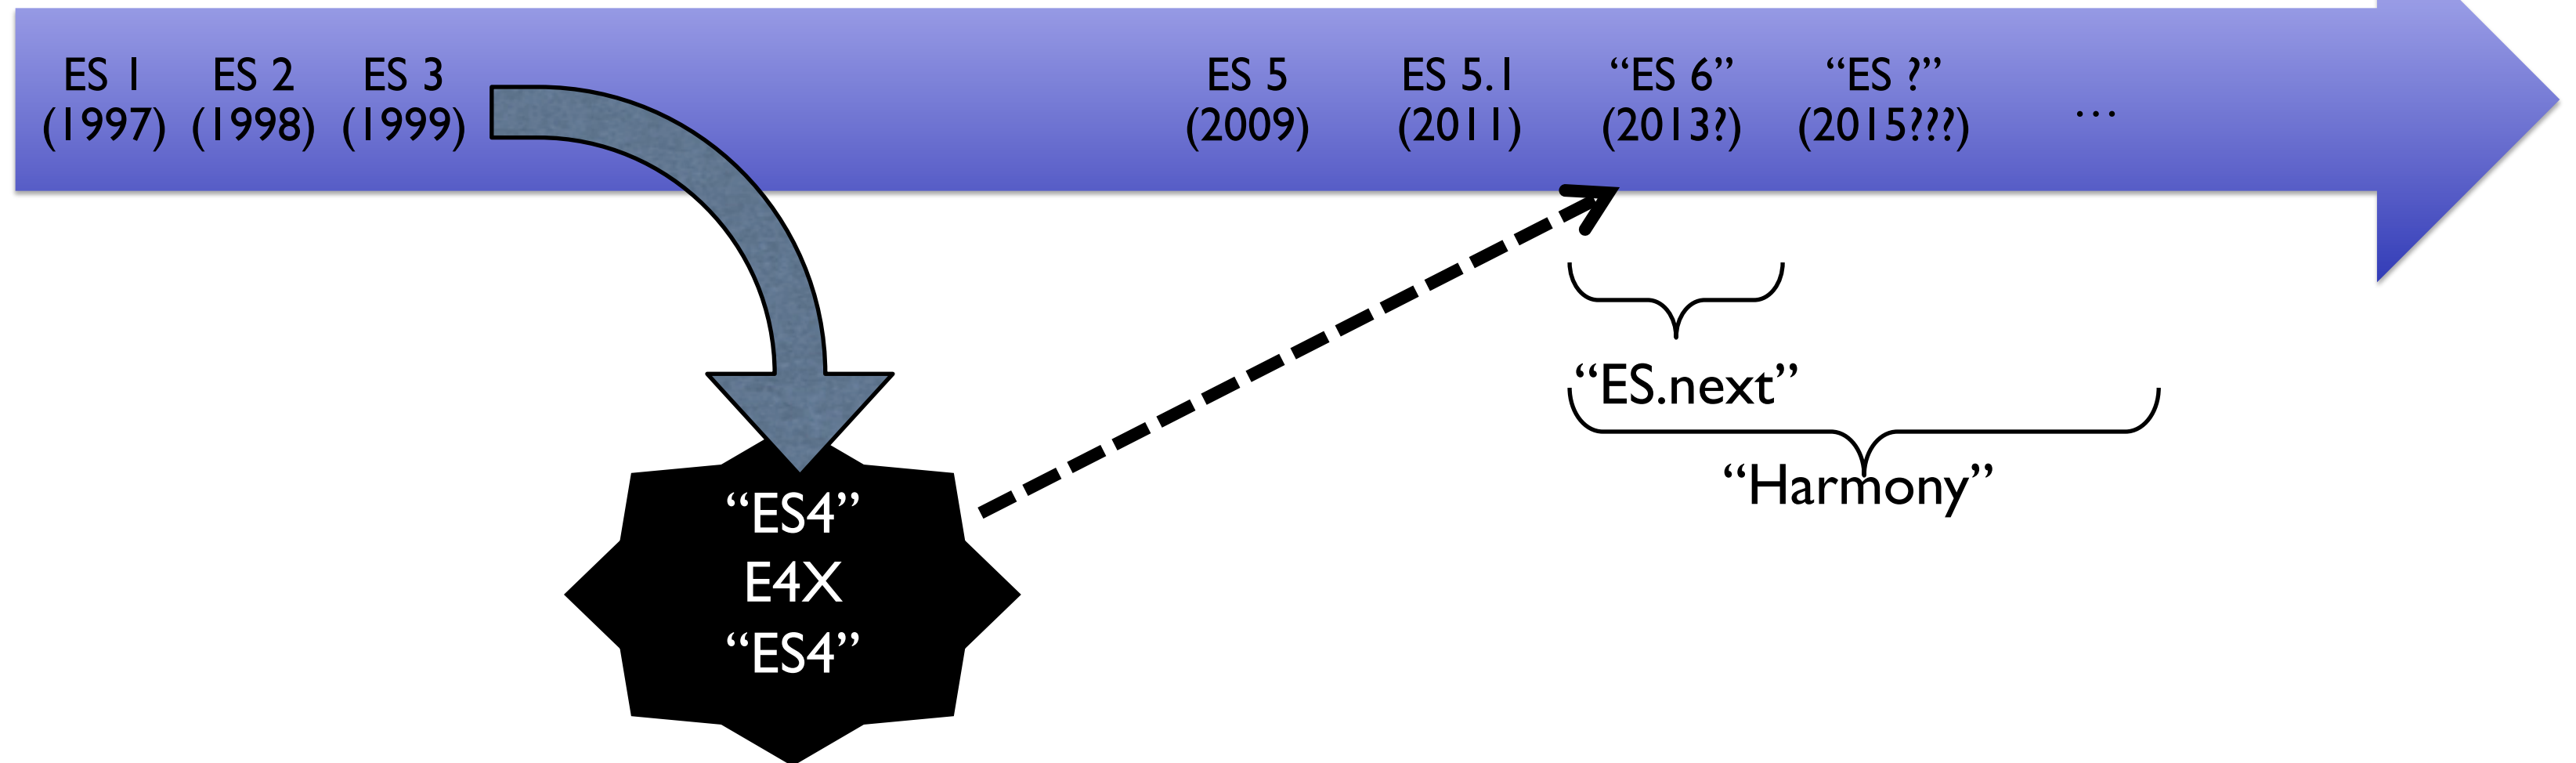 ES 1
(1997)
ES 2
(1998)
ES 3
(1999)
ES 5
(2009)
ES 5.1
(2011)
“ES 6”
(2013?)
“ES ?”
(2015???)
…
“ES.next”
“Harmony”
“ES4”
E4X
“ES4”